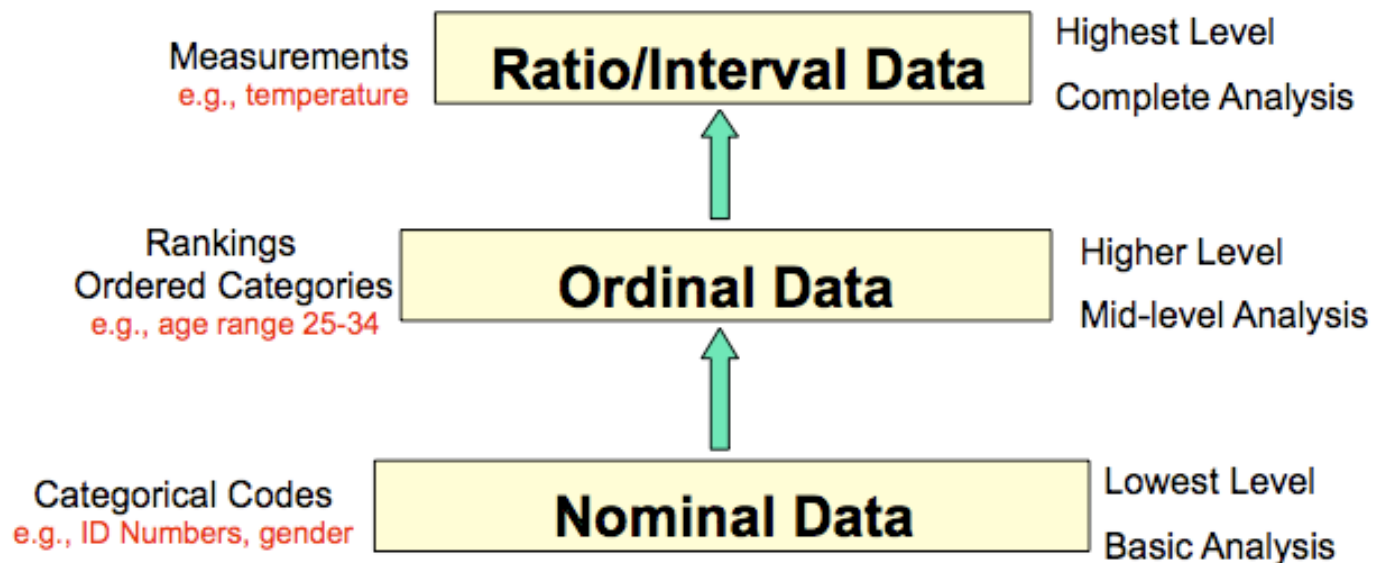 Measurements
e.g., temperature
Ratio/Interval Data
Highest Level
Complete Analysis
Rankings
Ordered Categories
e.g., age range 25-34
Ordinal Data
Higher Level
Mid-level Analysis
Categorical Codes
e.g., ID Numbers, gender
Nominal Data
Lowest Level
Basic Analysis